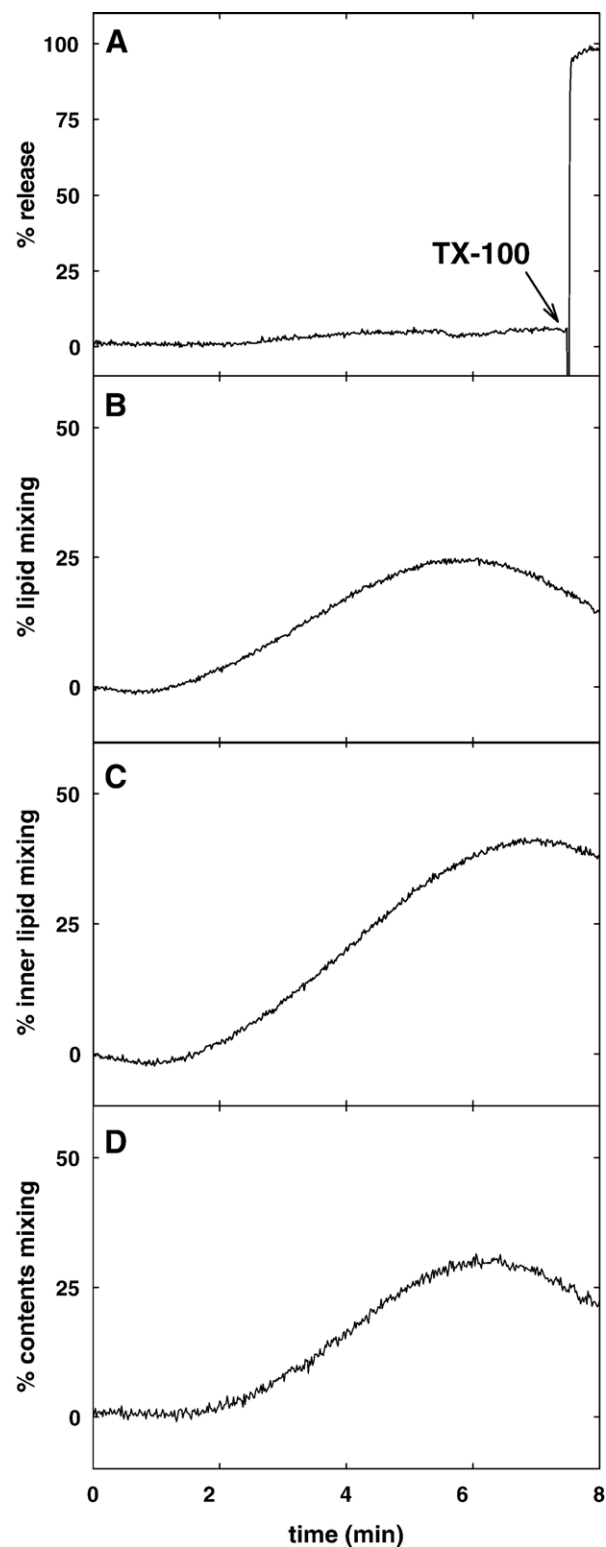 A
100
75
50
25
0
% release
TX-100
B
50
25
0
% lipid mixing
C
50
25
0
% inner lipid mixing
D
50
25
0
% contents mixing
0 2 4 6 8
time (min)